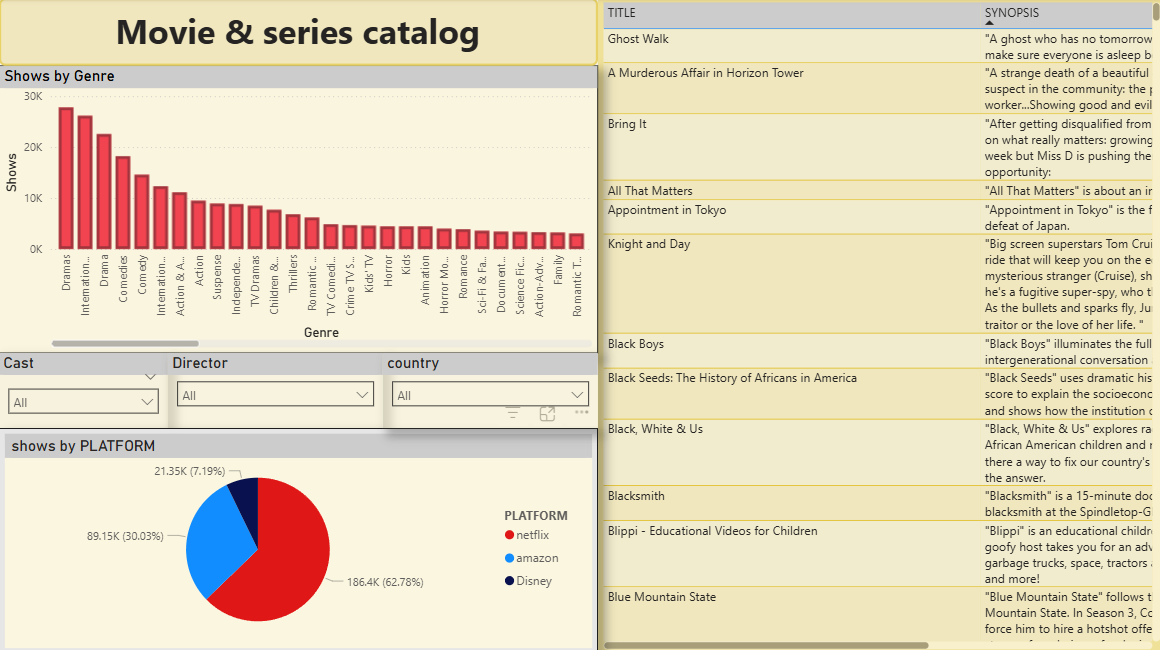 Movie & series catalog
Shows by Genre
30K
20K
10K
0K
Shows
Dramas
Internation...
Drama
Comedies
Comedy
Internation...
Action & A...
Action
Suspense
Independe...
TV Dramas
Children &...
Thrillers
Romantic ...
TV Comedi...
Crime TV S...
Kids' TV
Horror
Kids
Animation
Horror Mo...
Romance
Sci-Fi & Fa...
Document...
Science Fic...
Action-Adv...
Family
Romantic T...
Genre
Cast
All
Director
All
country
All
shows by PLATFORM
21.35K (7.19%)
89.15K (30.03%)
186.4K (62.78%)
PLATFORM
netflix
amazon
Disney
TITLE
SYNOPSIS
Ghost Walk
"A ghost who has no tomorrow
make sure everyone is asleep b
A Murderous Affair in Horizon Tower
"A strange death of a beautiful
suspect in the community: the p
worker...Showing good and evil
Bring It
"After getting disqualified from
on what really matters: growing
week but Miss D is pushing the
opportunity:
All That Matters
"All That Matters" is about an ir
Appointment in Tokyo
"Appointment in Tokyo" is the f
defeat of Japan.
Knight and Day
"Big screen superstars Tom Crui
ride that will keep you on the e
mysterious stranger (Cruise), sh
he's a fugitive super-spy, who t
As the bullets and sparks fly, Ju
traitor or the love of her life. "
Black Boys
"Black Boys" illuminates the full
intergenerational conversation
Black Seeds: The History of Africans in America
"Black Seeds" uses dramatic his
score to explain the socioeconc
and shows how the institution c
Black, White & Us
"Black, White & Us" explores ra
African American children and r
there a way to fix our country's
the answer.
Blacksmith
"Blacksmith" is a 15-minute doc
blacksmith at the Spindletop-G
Blippi - Educational Videos for Children
"Blippi" is an educational childre
goofy host takes you for an adv
garbage trucks, space, tractors
and more!
Blue Mountain State
"Blue Mountain State" follows t
Mountain State. In Season 3, Co
force him to hire a hotshot offe